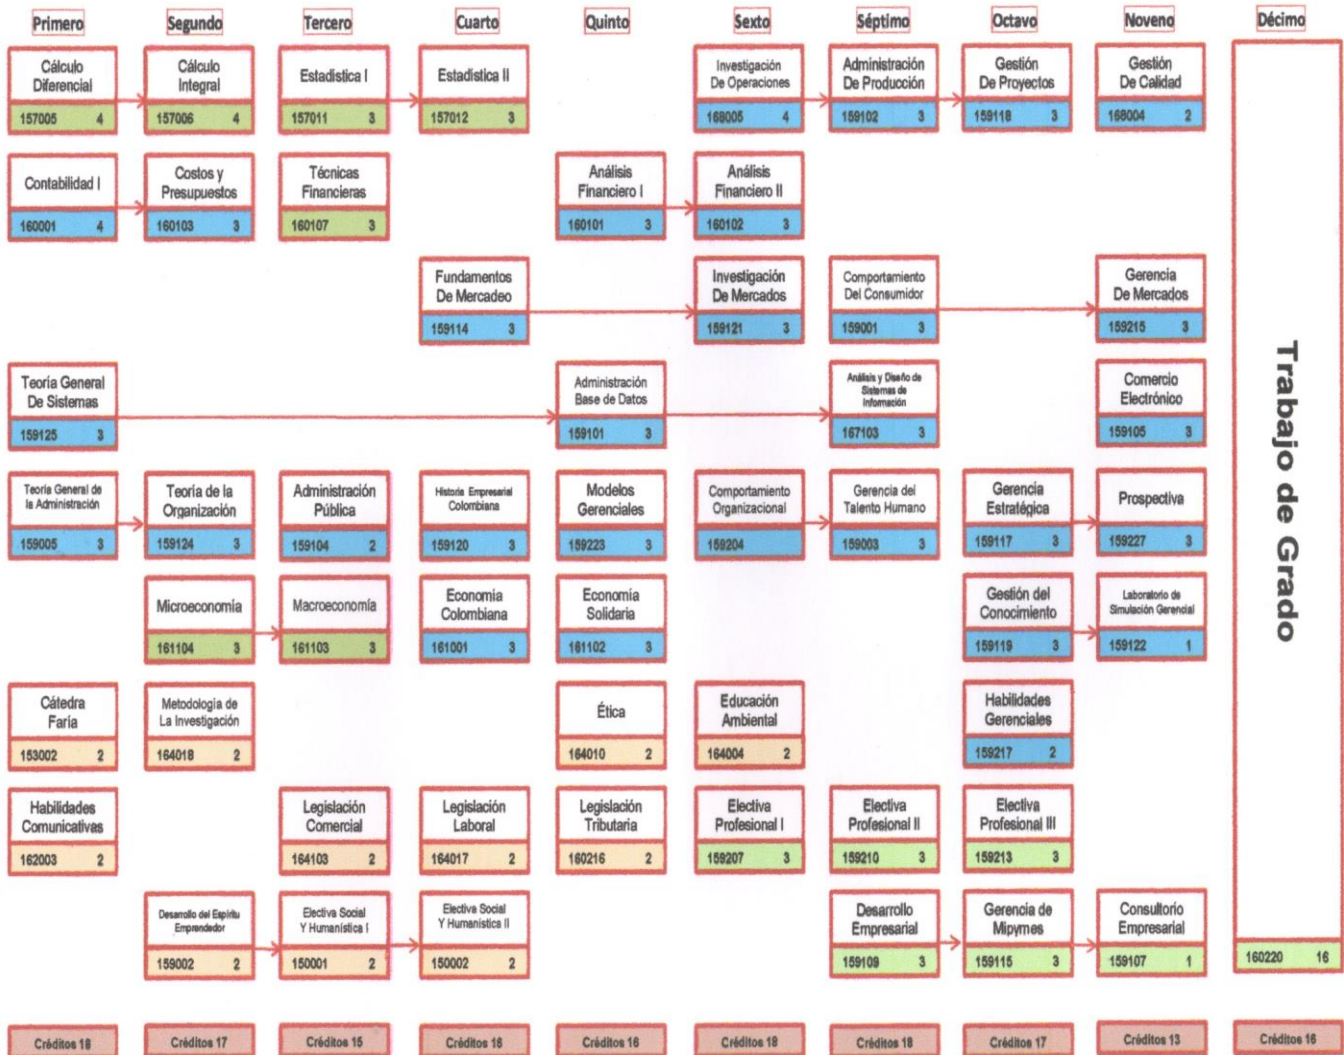 Primero Segundo Tercero Cuarto Quinto Sexto Séptimo Octavo Noveno Décimo
Cálculo
Diferencial
157005 4
Cálculo
Integral
157006 4
Estadística I
157011 3
Estadística II
157012 3
Investigación
De Operaciones
168005 4
Administración
De Producción
159102 3
Gestión
De Proyectos
159118 3
Gestión
De Calidad
168004 2
Contabilidad I
160001 4
Costos y
Presupuestos
160103 3
Técnicas
Financieras
160107 3
Análisis
Financiero I
160101 3
Análisis
Financiero II
160102 3
Fundamentos
De Mercadeo
159114 3
Investigación
De Mercados
159121 3
Comportamiento
Del Consumidor
159001 3
Gerencia
De Mercados
159215 3
Teoría General
De Sistemas
159125 3
Administración
Base de Datos
159101 3
Análisis y Diseño de
Sistemas de
Información
167103 3
Comercio
Electrónico
159105 3
Teoría General de
la Administración
159005 3
Teoría de la
Organización
159124 3
Administración
Pública
159104 2
Historia Empresarial
Colombiana
159120 3
Modelos
Gerenciales
159223 3
Comportamiento
Organizacional
159204
Gerencia del
Talento Humano
159003 3
Gerencia
Estratégica
159117 3
Prospectiva
159227 3
Microeconomía
161104 3
Macroeconomía
161103 3
Economía
Colombiana
161001 3
Economía
Solidaria
161102 3
Gestión del
Conocimiento
159119 3
Laboratorio de
Simulación Gerencial
159122 1
Cátedra
Faría
153002 2
Metodología de
La Investigación
164018 2
Ética
164010 2
Educación
Ambiental
164004 2
Habilidades
Gerenciales
159217 2
Habilidades
Comunicativas
162003 2
Legislación
Comercial
164103 2
Legislación
Laboral
164017 2
Legislación
Tributaria
160216 2
Electiva
Profesional I
159207 3
Electiva
Profesional II
159210 3
Electiva
Profesional III
159213 3
Desarrollo del Espíritu
Emprendedor
159002 2
Electiva Social
Y Humanística I
150001 2
Electiva Social
Y Humanística II
150002 2
Desarrollo
Empresarial
159109 3
Gerencia de
Mipymes
159115 3
Consultorio
Empresarial
159107 1
Trabajo de Grado
160220 16
Créditos 18 Créditos 17 Créditos 15 Créditos 16 Créditos 16 Créditos 18 Créditos 18 Créditos 17 Créditos 13 Créditos 16